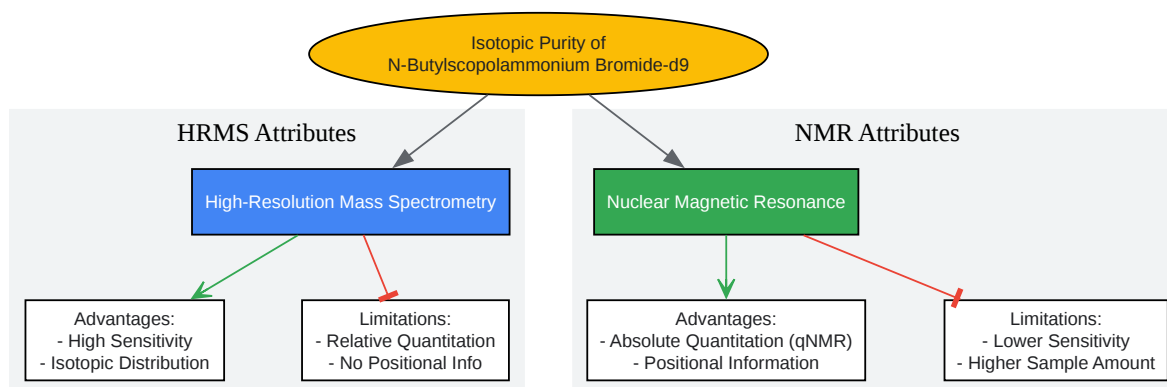 Isotopic Purity of
N-Butylscopolammonium Bromide-d9
HRMS Attributes
High-Resolution Mass Spectrometry
Advantages:
- High Sensitivity
- Isotopic Distribution
Limitations:
- Relative Quantitation
- No Positional Info
NMR Attributes
Nuclear Magnetic Resonance
Advantages:
- Absolute Quantitation (qNMR)
- Positional Information
Limitations:
- Lower Sensitivity
- Higher Sample Amount